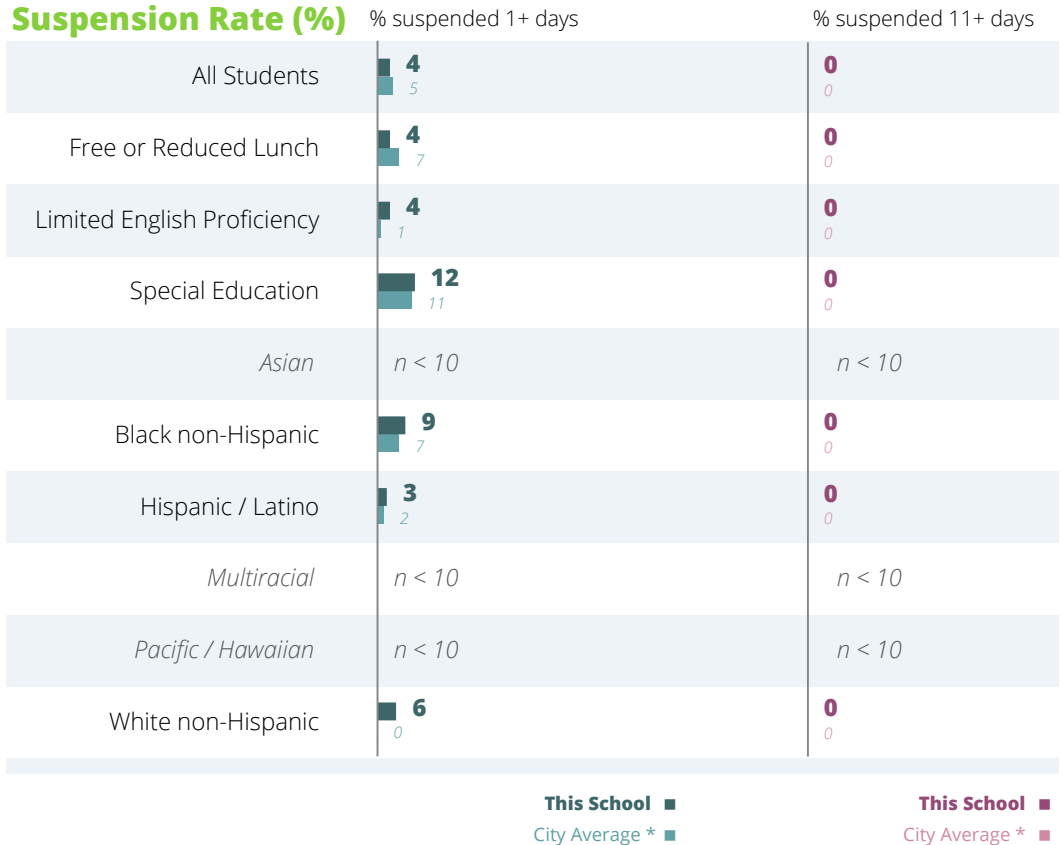 Suspension Rate (%) % suspended 1+ days % suspended 11+ days
All Students 4 0
5 0
Free or Reduced Lunch 4 0
7 0
Limited English Proficiency 4 0
1 0
Special Education 12 0
11 0
Asian n < 10 n < 10
Black non-Hispanic 9 0
7 0
Hispanic / Latino 3 0
2 0
Multiracial n < 10 n < 10
Pacific / Hawaiian n < 10 n < 10
White non-Hispanic 6 0
0 0
This School This School
City Average * City Average *